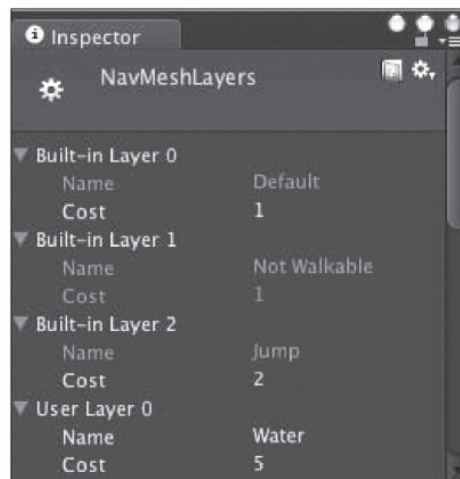 Inspector
NavMeshLayers
Built-in Layer 0
Name Default
Cost 1
Built-in Layer 1
Name Not Walkable
Cost 1
Built-in Layer 2
Name Jump
Cost 2
User Layer 0
Name Water
Cost 5